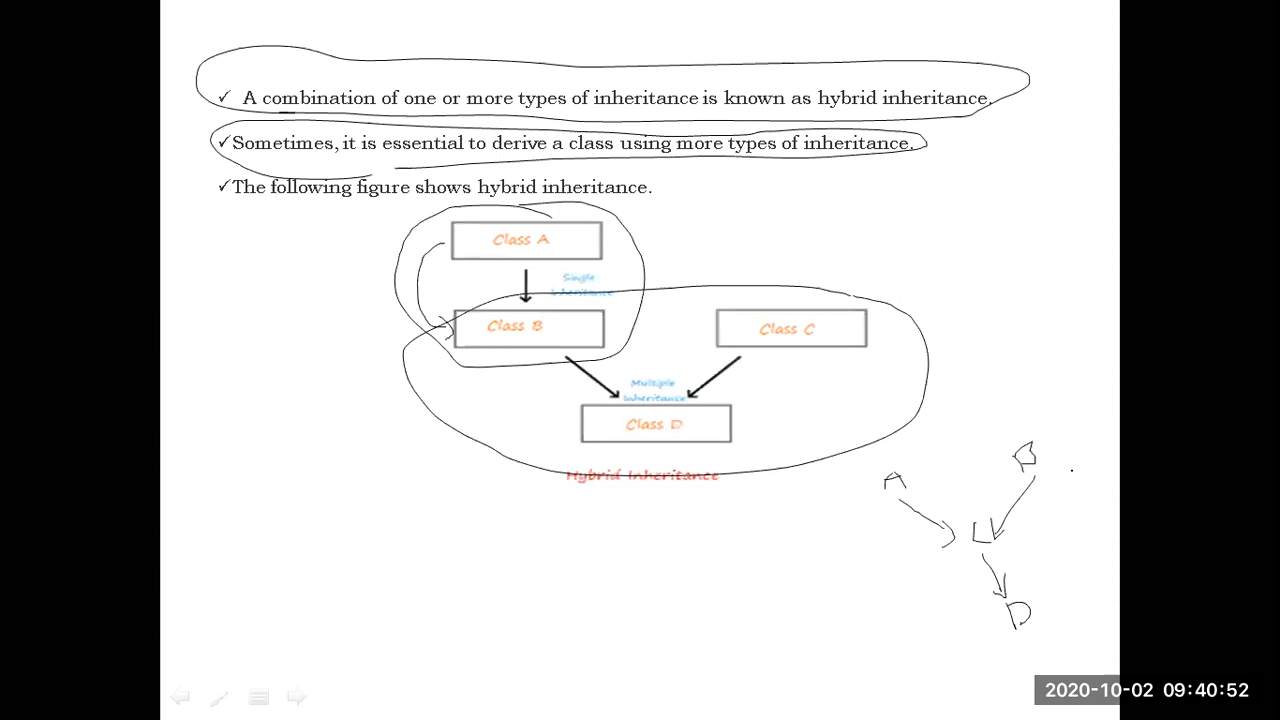 ✓ A combination of one or more types of inheritance is known as hybrid inheritance.
✓Sometimes, it is essential to derive a class using more types of inheritance.
✓The following figure shows hybrid inheritance.
Class A
Single
Inheritance
Class B
Class C
Multiple
Inheritance
Class D
Hybrid Inheritance
A
B
D
2020-10-02 09:40:52